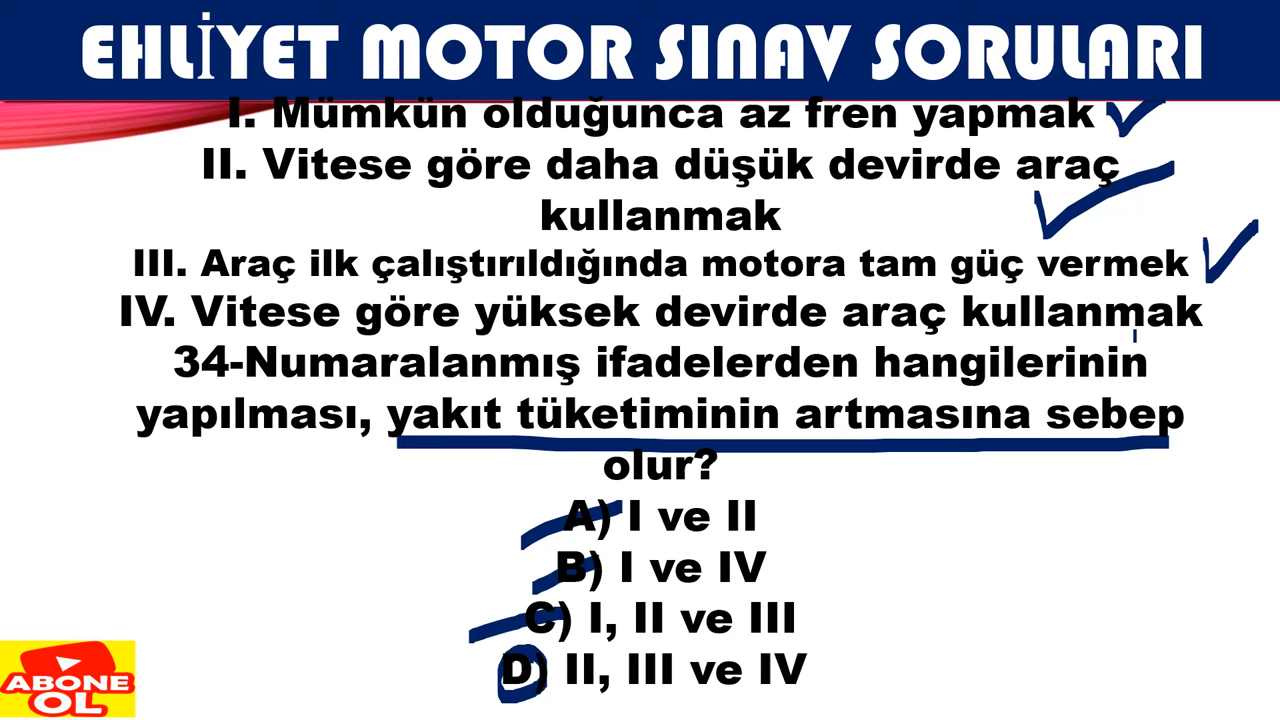 EHLİYET MOTOR SINAV SORULARI
I. Mümkün olduğunca az fren yapmak
II. Vitese göre daha düşük devirde araç
kullanmak
III. Araç ilk çalıştırıldığında motora tam güç vermek
IV. Vitese göre yüksek devirde araç kullanmak
34-Numaralanmış ifadelerden hangilerinin
yapılması, yakıt tüketiminin artmasına sebep
olur?
A) I ve II
B) I ve IV
C) I, II ve III
D) II, III ve IV
ABONE
OL